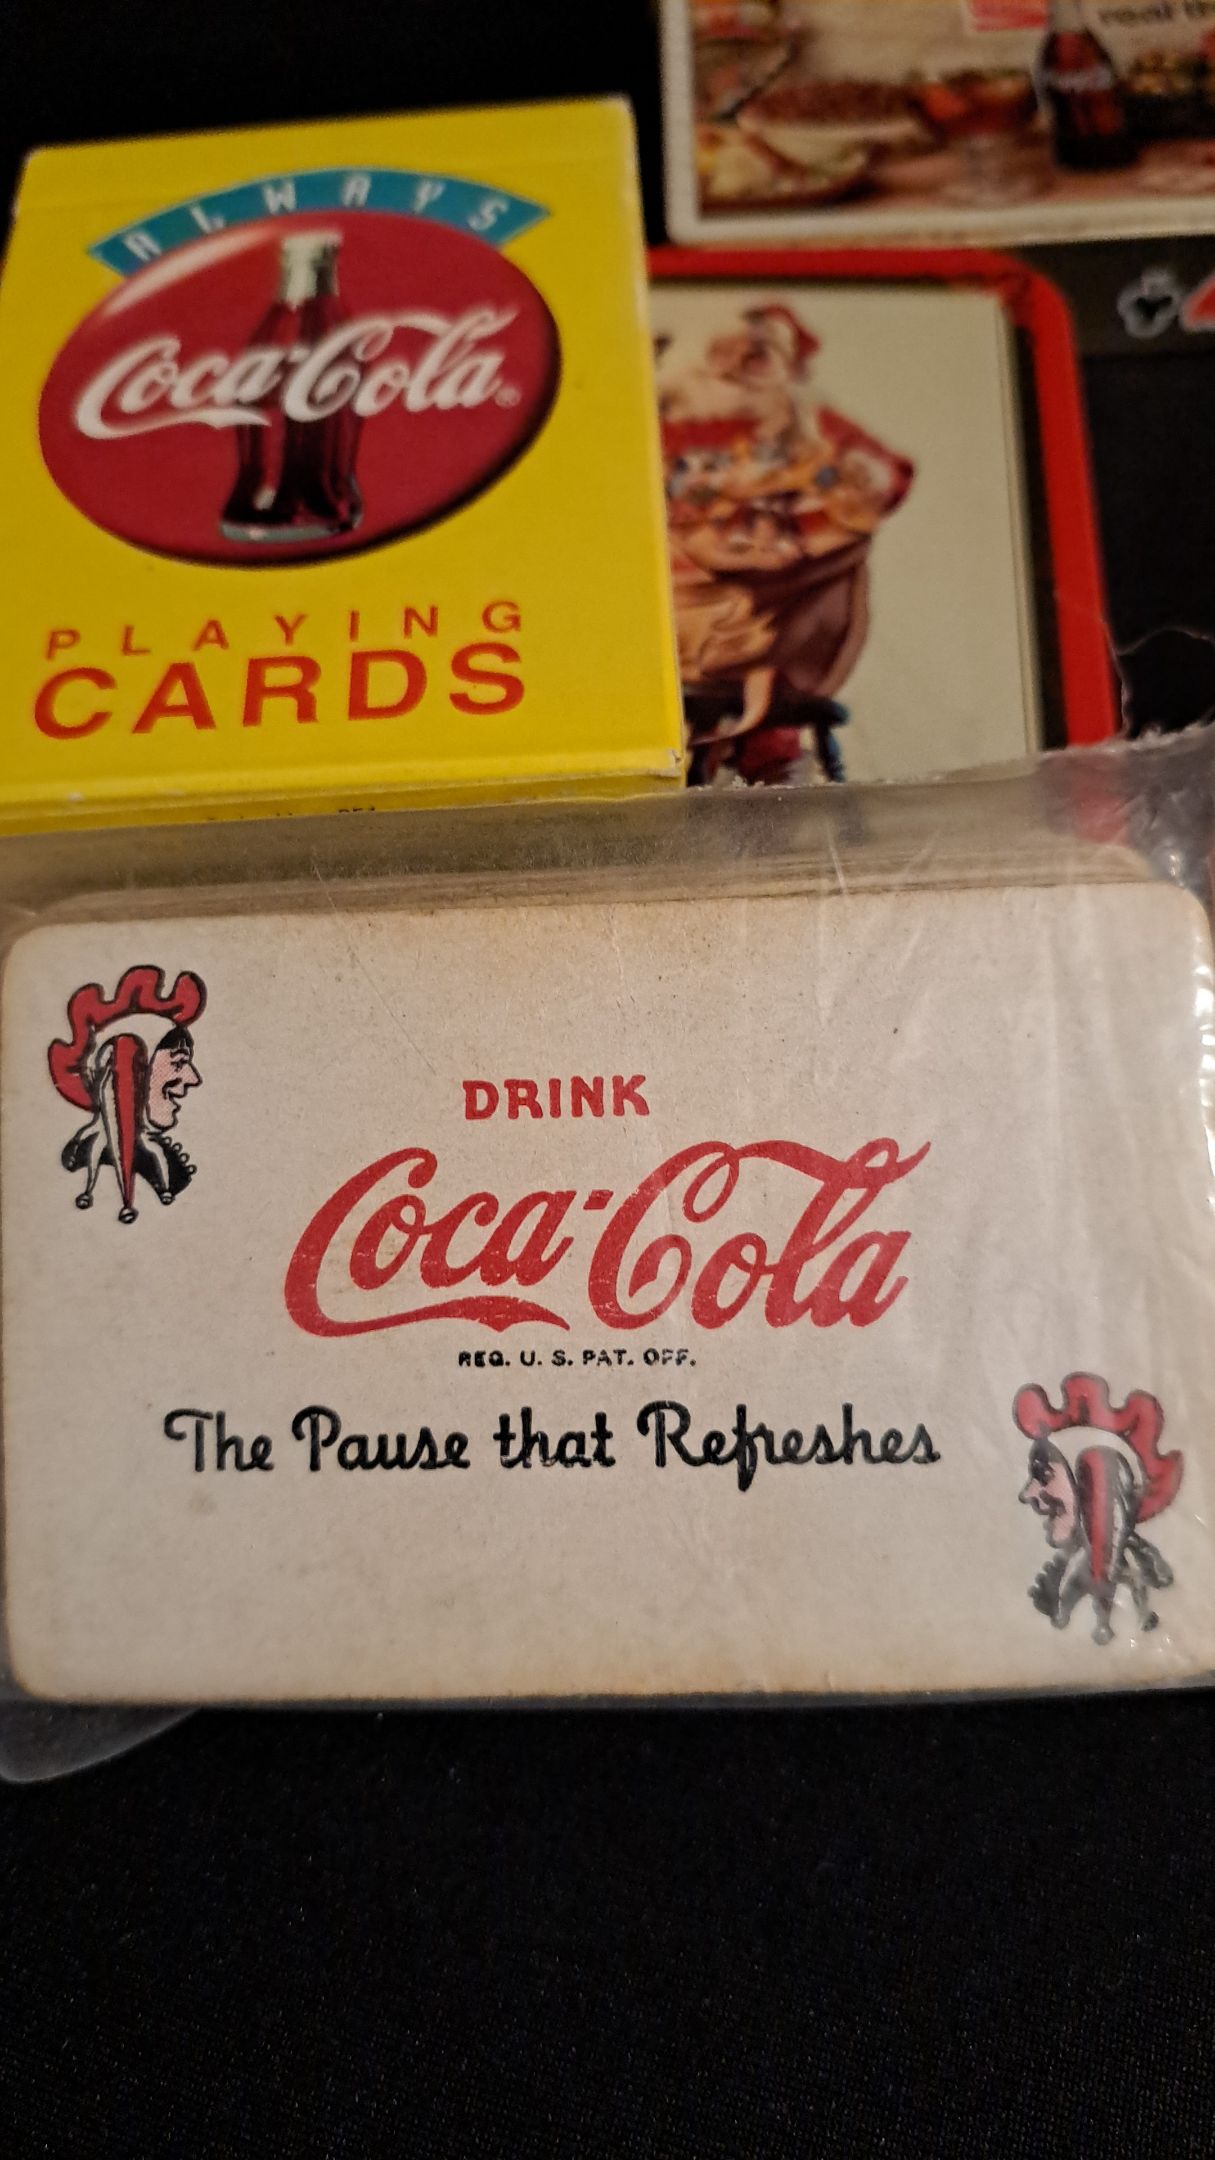 ALWAYS
Coca-Cola
PLAYING
CARDS
DRINK
Coca-Cola
REG. U. S. PAT. OFF.
The Pause that Refreshes